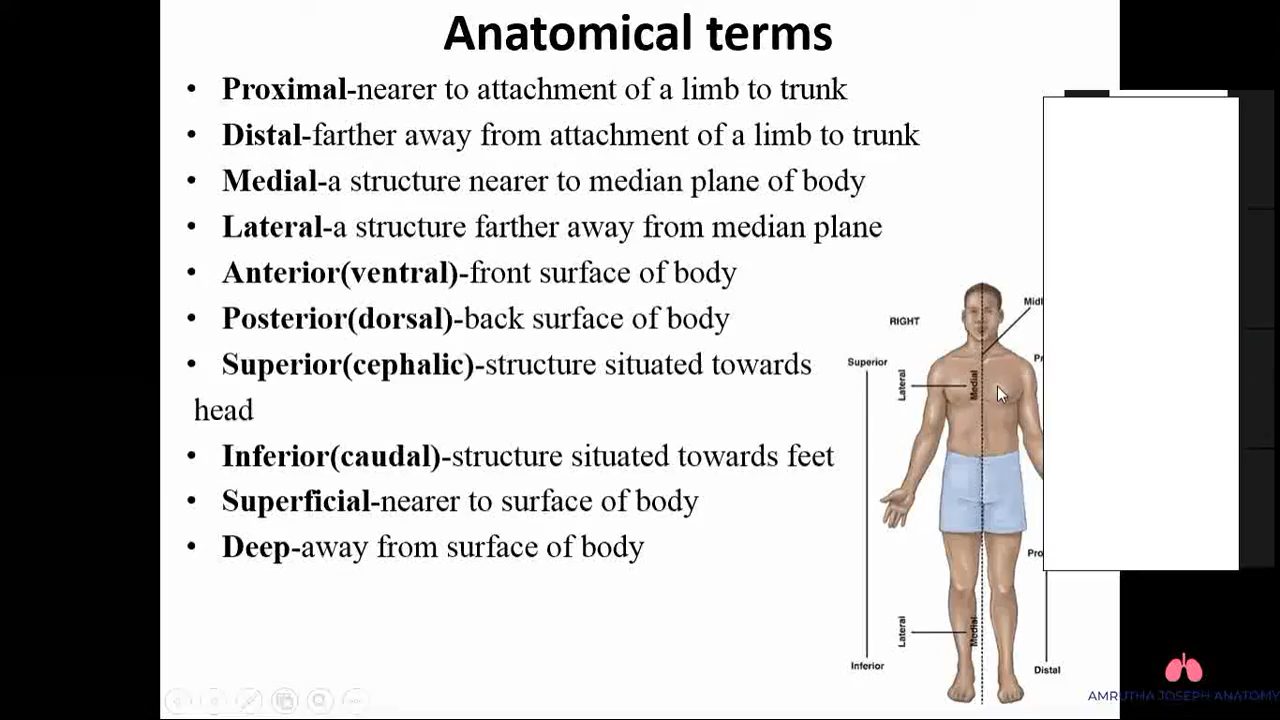 Anatomical terms
• Proximal-nearer to attachment of a limb to trunk
• Distal-farther away from attachment of a limb to trunk
• Medial-a structure nearer to median plane of body
• Lateral-a structure farther away from median plane
• Anterior(ventral)-front surface of body
• Posterior(dorsal)-back surface of body
• Superior(cephalic)-structure situated towards
head
• Inferior(caudal)-structure situated towards feet
• Superficial-nearer to surface of body
• Deep-away from surface of body
RIGHT
Superior
Lateral
Medial
Lateral
Medial
Inferior
Distal
AMRUTHA JOSEPH ANATOMY